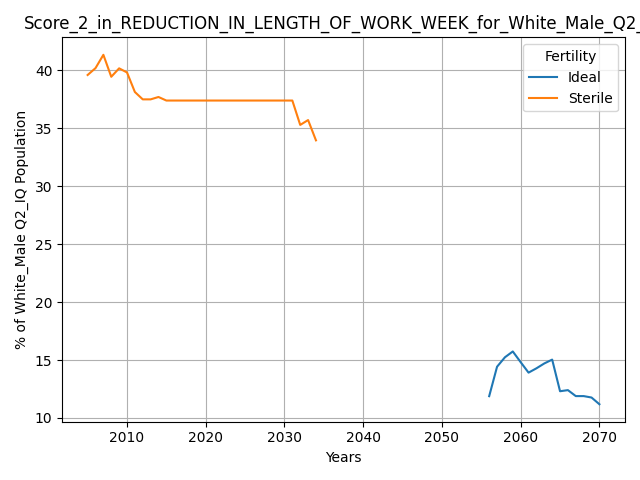 Score_2_in_REDUCTION_IN_LENGTH_OF_WORK_WEEK_for_White_Male_Q2_
Fertility
Ideal
Sterile
% of White_Male Q2_IQ Population
40
35
30
25
20
15
10
2010 2020 2030 2040 2050 2060 2070
Years